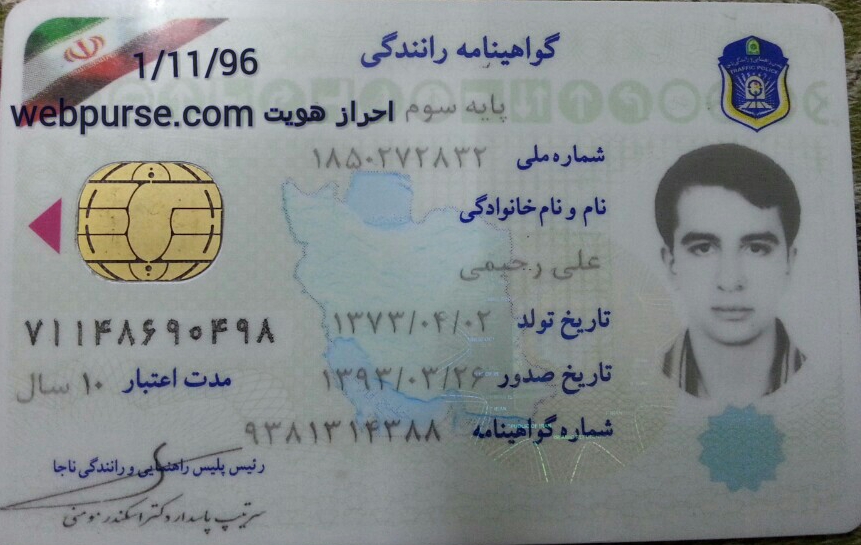 گواهینامه رانندگی
1/11/96
پایه سوم
webpurse.com احراز هویت
TRAFFIC POLICE
شماره ملی ۱۸۵۰۲۷۲۸۳۲
نام و نام خانوادگی
علی رحیمی
تاریخ تولد ۱۳۷۳/۰۴/۰۲
۷۱۱۴۸۶۹۰۴۹۸
تاریخ صدور ۱۳۹۳/۰۳/۲۶
مدت اعتبار ۱۰ سال
شماره گواهینامه ۹۳۸۱۳۱۴۳۸۸
رئیس پلیس راهنمایی و رانندگی ناجا
سرتیپ پاسدار دکتر اسکندر مومنی